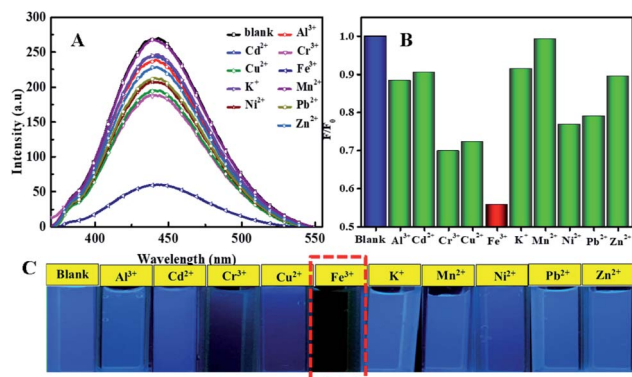 A
blank
Al³⁺
Cd²⁺
Cr³⁺
Cu²⁺
Fe³⁺
K⁺
Mn²⁺
Ni²⁺
Pb²⁺
Zn²⁺
Intensity (a.u)
300
250
200
150
100
50
0
400 450 500 550
Wavelength (nm)
B
F/F₀
1.0
0.9
0.8
0.7
0.6
0.5
Blank Al³⁺ Cd²⁺ Cr³⁺ Cu²⁺ Fe³⁺ K⁺ Mn²⁺ Ni²⁺ Pb²⁺ Zn²⁺
C
Blank Al³⁺ Cd²⁺ Cr³⁺ Cu²⁺ Fe³⁺ K⁺ Mn²⁺ Ni²⁺ Pb²⁺ Zn²⁺